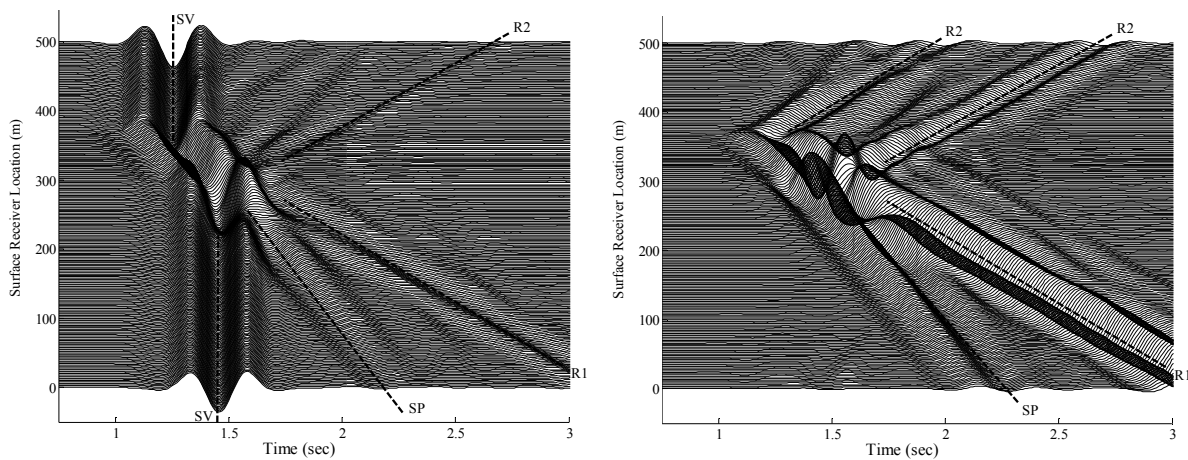 SV
R2
500
400
300
200
100
0
Surface Receiver Location (m)
R1
SP
SV
1
1.5
2
2.5
3
Time (sec)
R2
R2
500
400
300
200
100
0
Surface Receiver Location (m)
R1
SP
1
1.5
2
2.5
3
Time (sec)